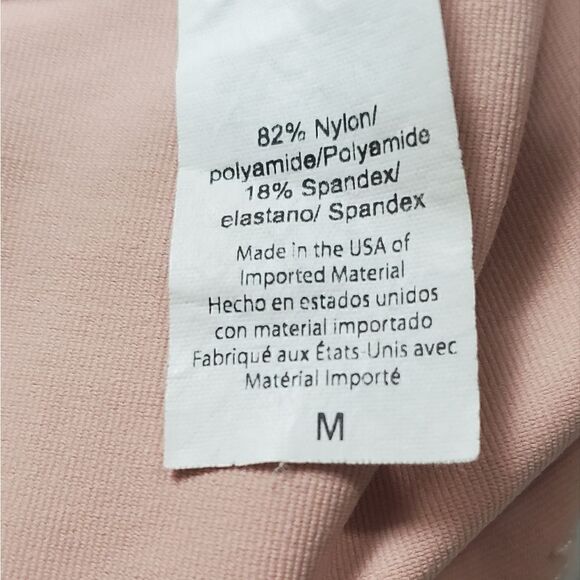 82% Nylon/
polyamide/Polyamide
18% Spandex/
elastano/ Spandex
Made in the USA of
Imported Material
Hecho en estados unidos
con material importado
Fabriqué aux États-Unis avec
Matérial Importé
M